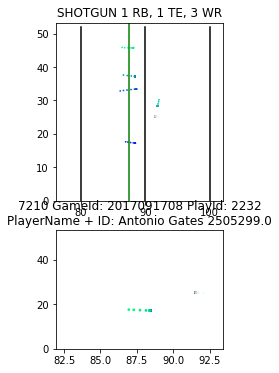 SHOTGUN 1 RB, 1 TE, 3 WR
50
40
30
20
10
0
80 90 100
7210 GameId: 2017091708 PlayId: 2232
PlayerName + ID: Antonio Gates 2505299.0
40
20
0
82.5 85.0 87.5 90.0 92.5